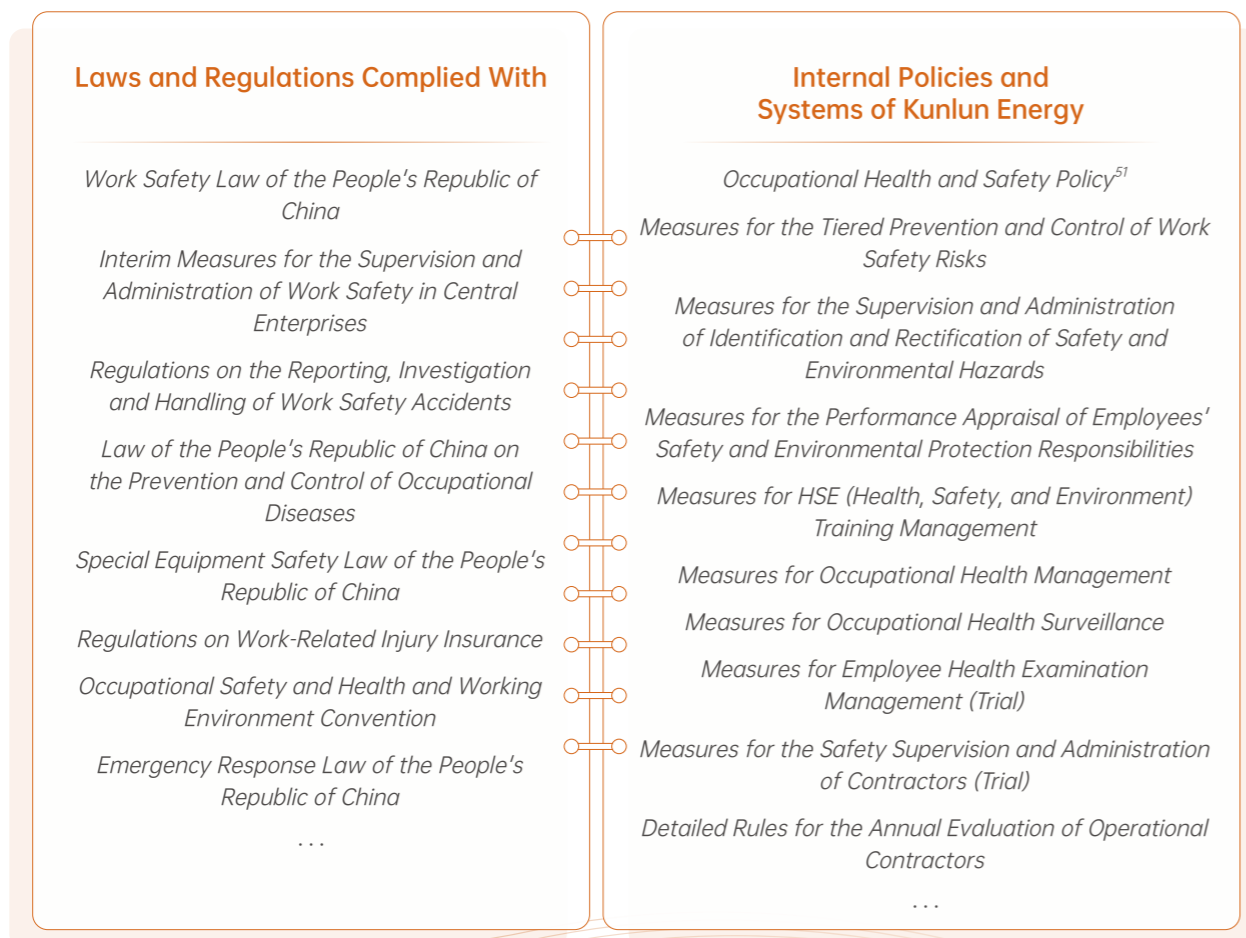 Laws and Regulations Complied With
Work Safety Law of the People's Republic of
China
Interim Measures for the Supervision and
Administration of Work Safety in Central
Enterprises
Regulations on the Reporting, Investigation
and Handling of Work Safety Accidents
Law of the People's Republic of China on
the Prevention and Control of Occupational
Diseases
Special Equipment Safety Law of the People's
Republic of China
Regulations on Work-Related Injury Insurance
Occupational Safety and Health and Working
Environment Convention
Emergency Response Law of the People's
Republic of China
...
Internal Policies and
Systems of Kunlun Energy
Occupational Health and Safety Policy51
Measures for the Tiered Prevention and Control of Work
Safety Risks
Measures for the Supervision and Administration
of Identification and Rectification of Safety and
Environmental Hazards
Measures for the Performance Appraisal of Employees'
Safety and Environmental Protection Responsibilities
Measures for HSE (Health, Safety, and Environment)
Training Management
Measures for Occupational Health Management
Measures for Occupational Health Surveillance
Measures for Employee Health Examination
Management (Trial)
Measures for the Safety Supervision and Administration
of Contractors (Trial)
Detailed Rules for the Annual Evaluation of Operational
Contractors
...